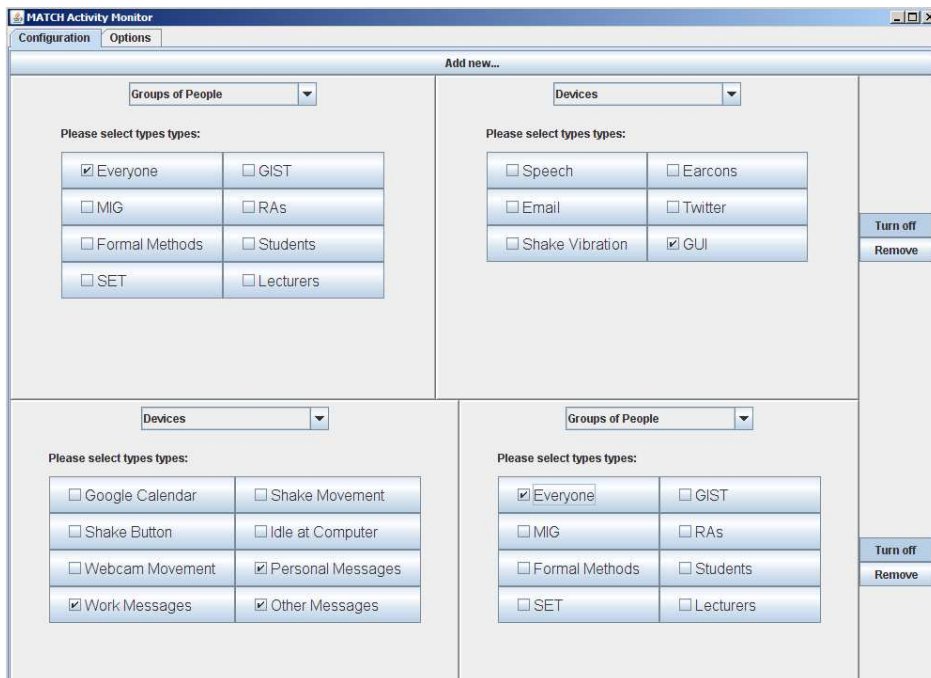 MATCH Activity Monitor
Configuration Options
Add new...
Groups of People
Please select types types:
Everyone GIST
MIG RAs
Formal Methods Students
SET Lecturers
Devices
Please select types types:
Speech Earcons
Email Twitter
Shake Vibration GUI
Turn off
Remove
Devices
Please select types types:
Google Calendar Shake Movement
Shake Button Idle at Computer
Webcam Movement Personal Messages
Work Messages Other Messages
Groups of People
Please select types types:
Everyone GIST
MIG RAs
Formal Methods Students
SET Lecturers
Turn off
Remove